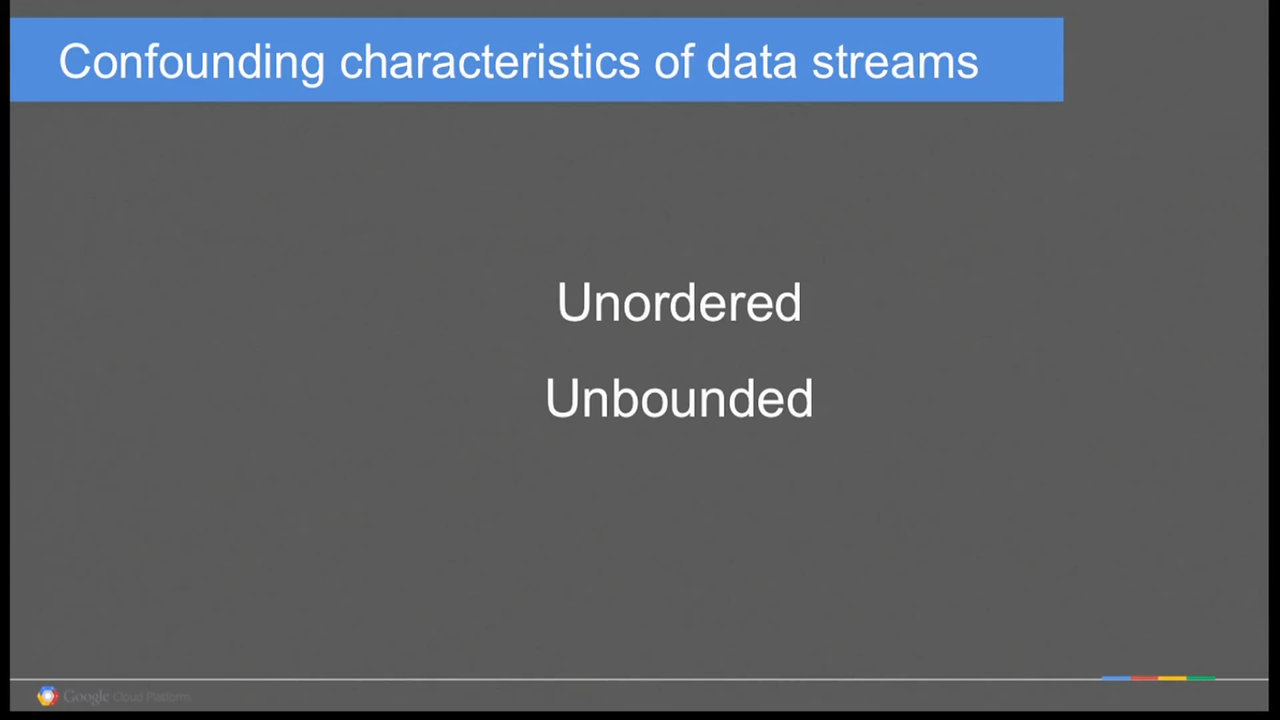 Confounding characteristics of data streams
Unordered
Unbounded
Google Cloud Platform